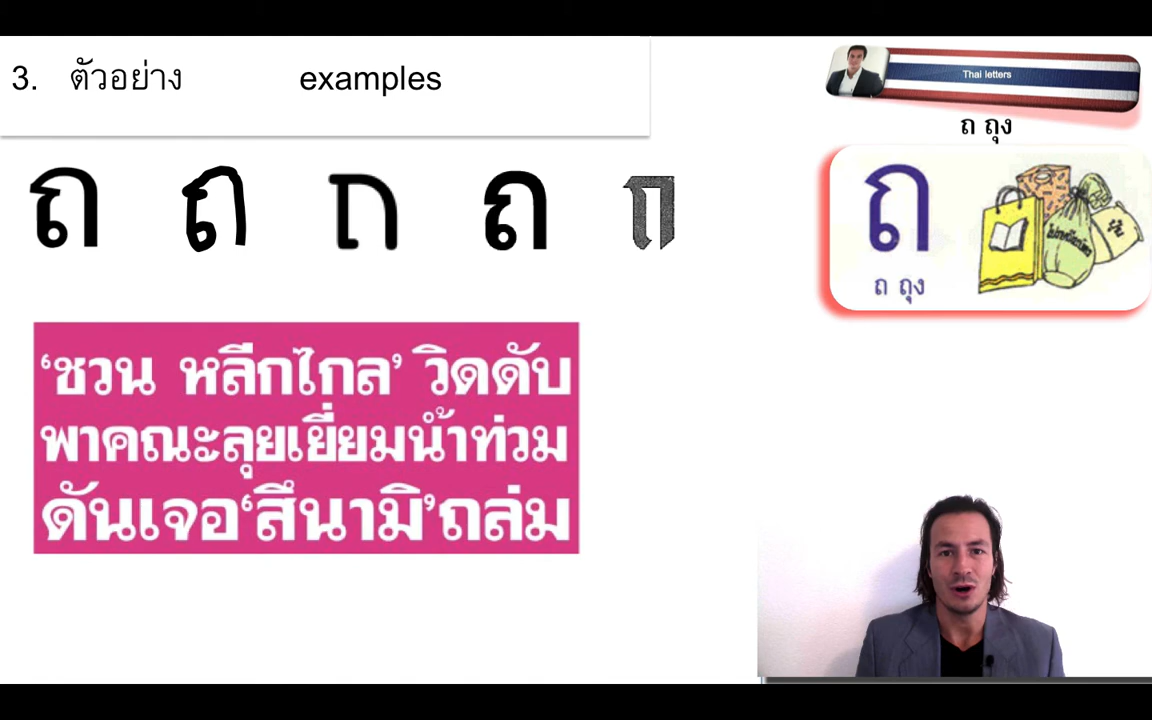 3. ตัวอย่าง examples
Thai letters
ถ ถุง
ถ ถ ถ ถ ถ
ถ
ถ ถุง
‘ชวน หลีกไกล’ วิดดับ
พาคณะลุยเยี่ยมน้ำท่วม
ดันเจอ‘สึนามิ’ถล่ม